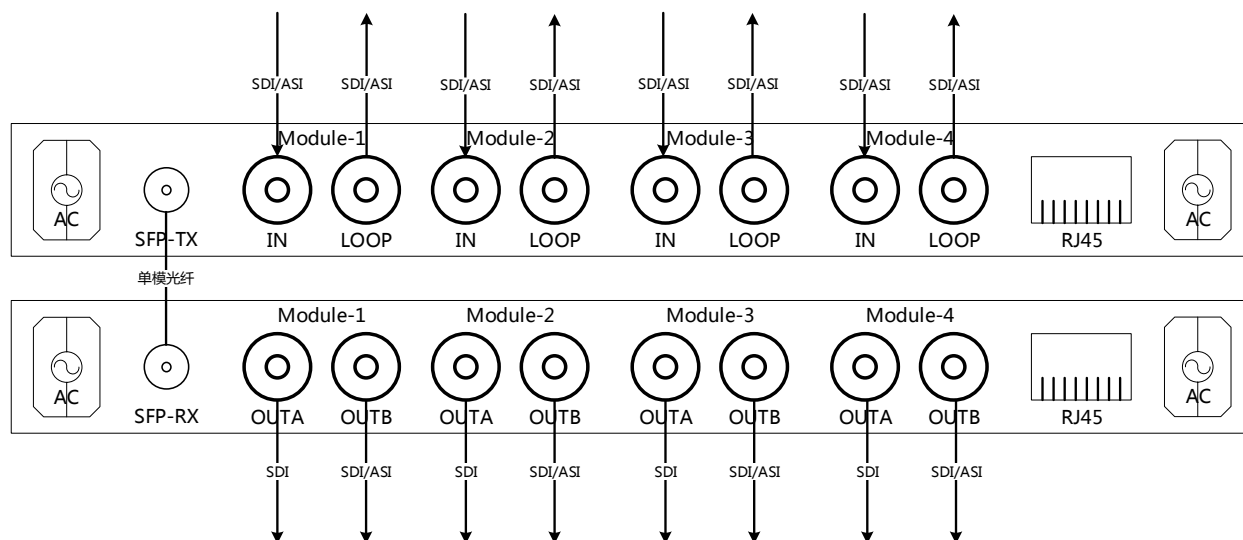 SDI/ASI SDI/ASI SDI/ASI SDI/ASI SDI/ASI SDI/ASI SDI/ASI SDI/ASI
Module-1 Module-2 Module-3 Module-4
AC SFP-TX IN LOOP IN LOOP IN LOOP IN LOOP RJ45 AC
单模光纤
Module-1 Module-2 Module-3 Module-4
AC SFP-RX OUTA OUTB OUTA OUTB OUTA OUTB OUTA OUTB RJ45 AC
SDI SDI/ASI SDI SDI/ASI SDI SDI/ASI SDI SDI/ASI